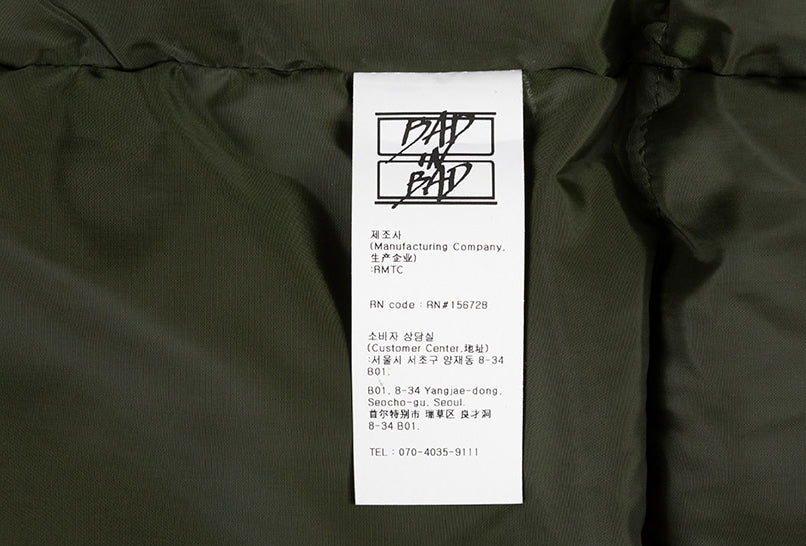 BAD
IN
BAD
제조사
(Manufacturing Company,
生产企业)
:RMTC
RN code : RN#156728
소비자 상담실
(Customer Center,地址)
:서울시 서초구 양재동 8-34
B01.
B01, 8-34 Yangjae-dong,
Seocho-gu, Seoul.
首尔特别市 瑞草区 良才洞
8-34 B01.
TEL : 070-4035-9111